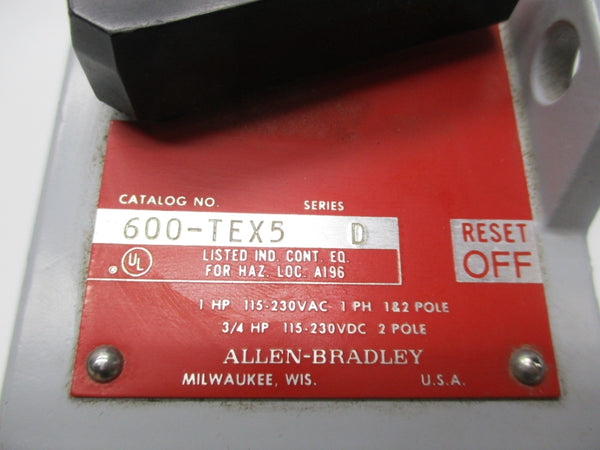 CATALOG NO. SERIES
600-TEX5 D
UL LISTED IND. CONT. EQ.
FOR HAZ. LOC. A196
RESET
OFF
1 HP 115-230VAC- 1 PH 1&2 POLE
3/4 HP 115-230VDC 2 POLE
ALLEN-BRADLEY
MILWAUKEE, WIS. U.S.A.